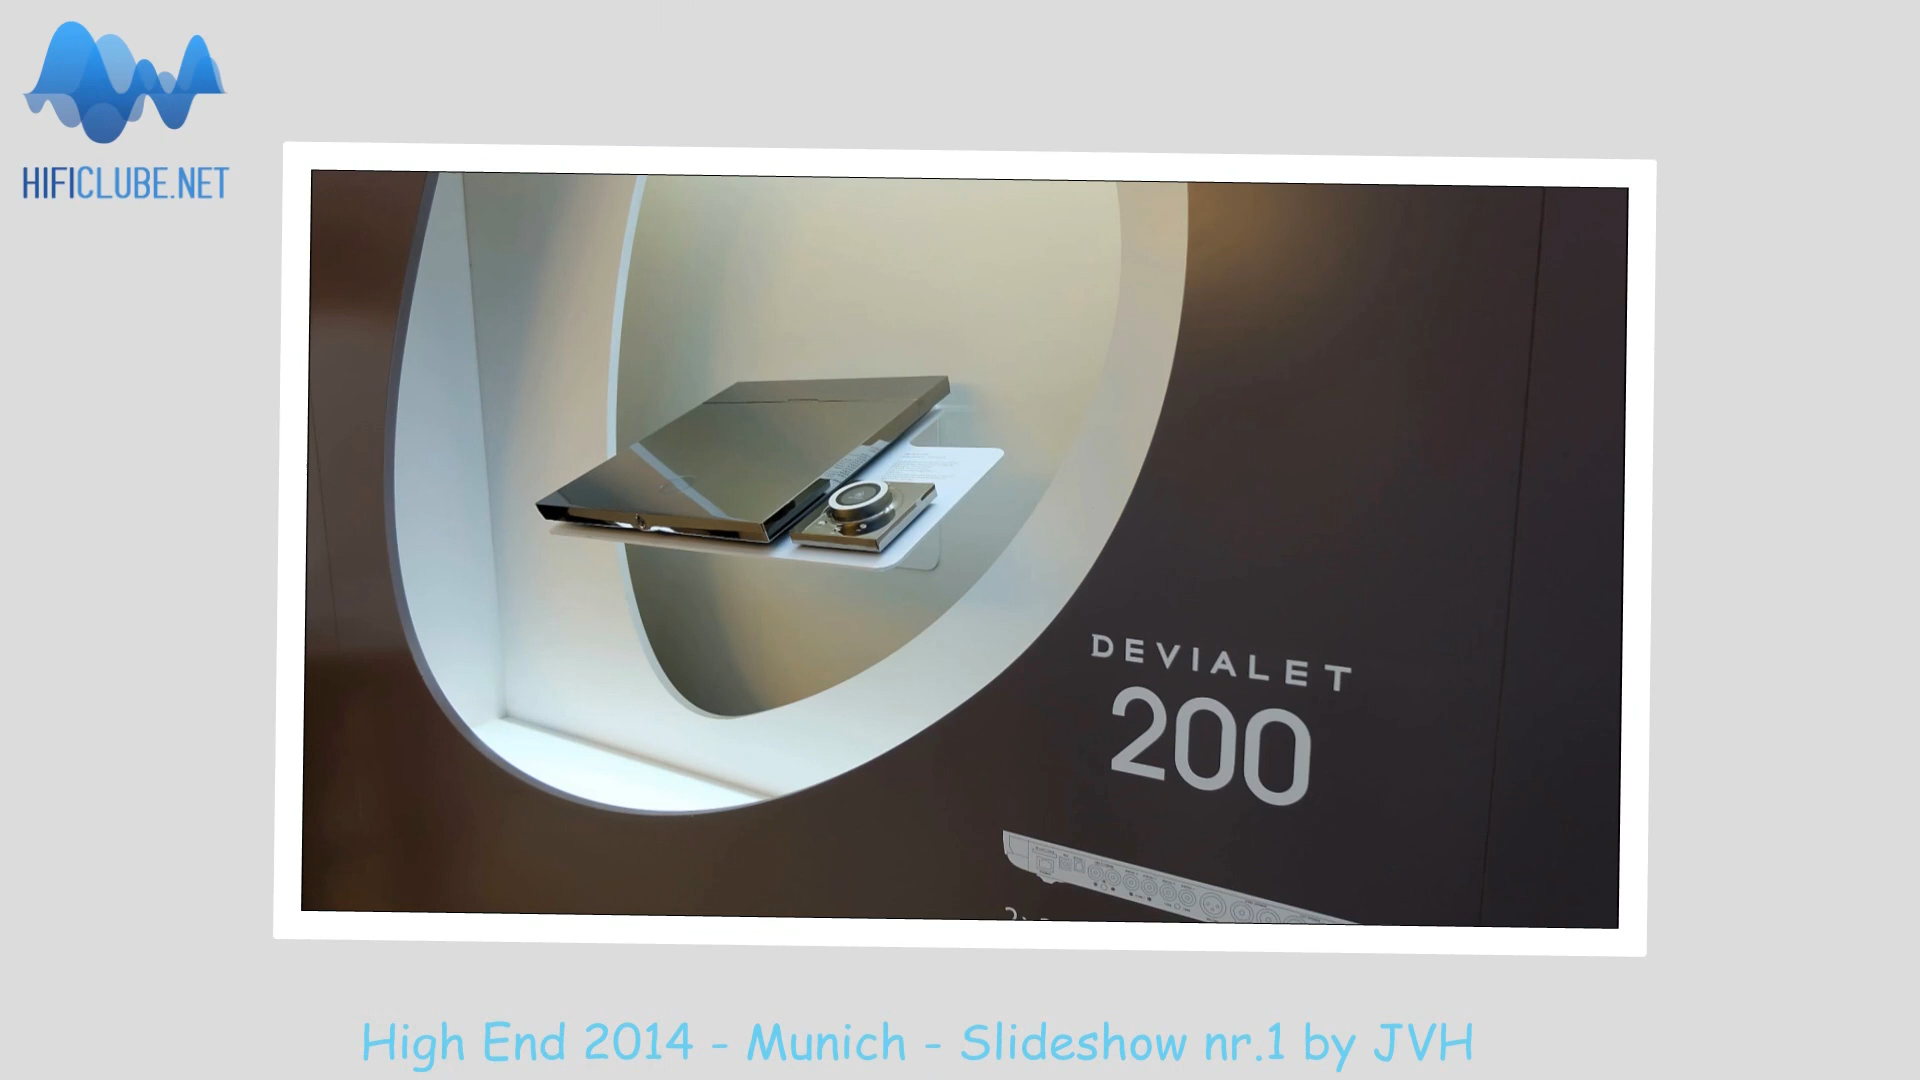 HIFICLUBE.NET
DEVIALET
200
High End 2014 - Munich - Slideshow nr.1 by JVH